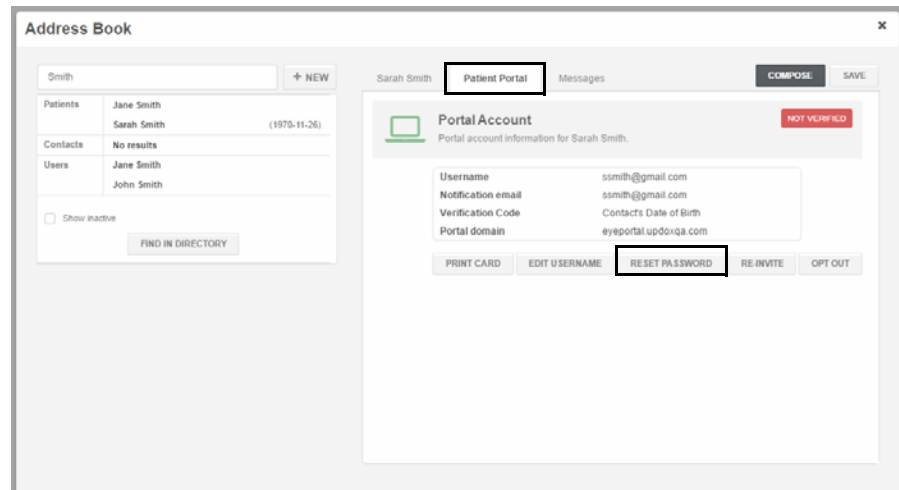 Address Book
×
Smith
+ NEW
Patients Jane Smith
Sarah Smith (1970-11-26)
Contacts No results
Users Jane Smith
John Smith
Show inactive
FIND IN DIRECTORY
Sarah Smith Patient Portal Messages COMPOSE SAVE
Portal Account NOT VERIFIED
Portal account information for Sarah Smith.
Username ssmith@gmail.com
Notification email ssmith@gmail.com
Verification Code Contact's Date of Birth
Portal domain eyeportal.updoxqa.com
PRINT CARD EDIT USERNAME RESET PASSWORD RE-INVITE OPT OUT